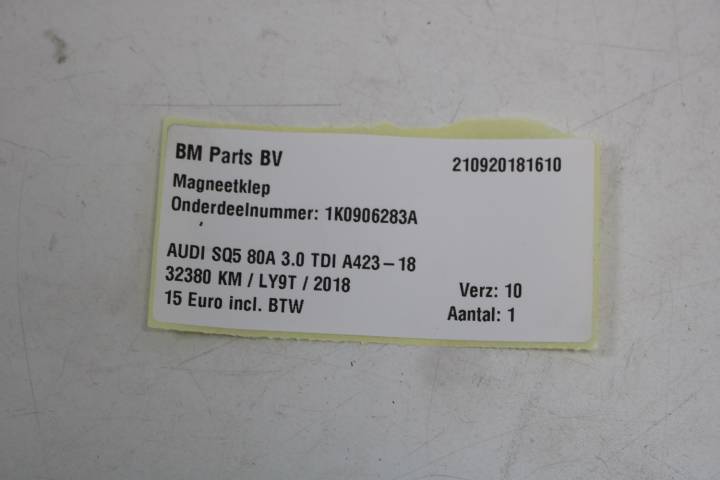 BM Parts BV 210920181610
Magneetklep
Onderdeelnummer: 1K0906283A
AUDI SQ5 80A 3.0 TDI A423-18
32380 KM / LY9T / 2018 Verz: 10
15 Euro incl. BTW Aantal: 1